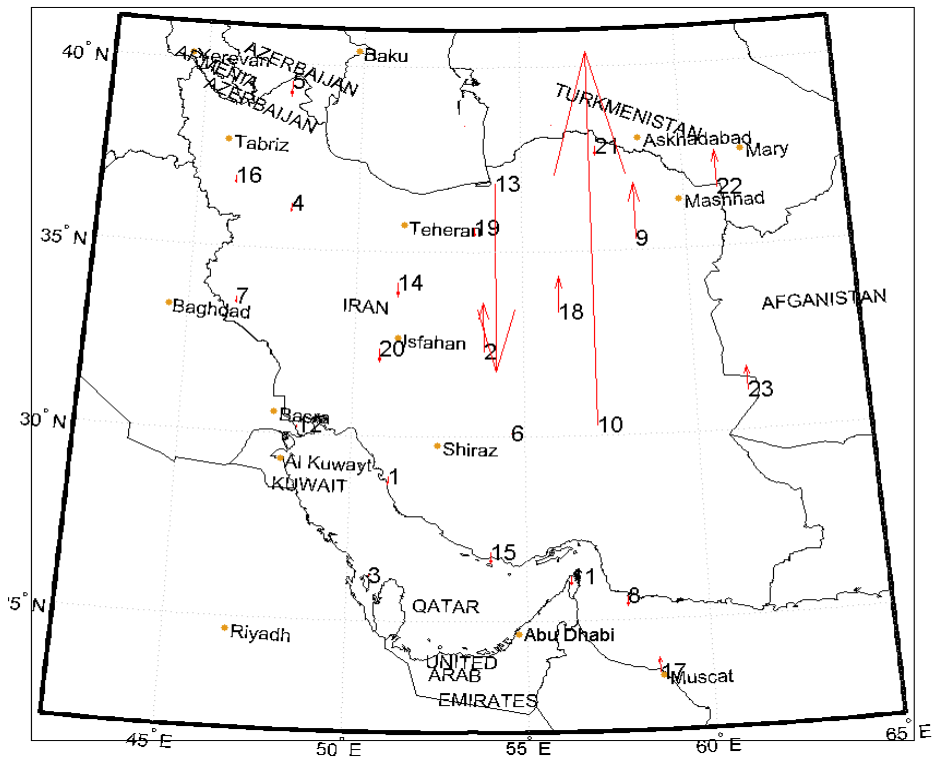 40° N
Yerevan
ARMENIA
AZERBAIJAN
AZERBAIJAN
5
Baku
TURKMENISTAN
Askhadabad
Mary
21
Tabriz
16
4
13
22
Mashhad
35° N
Teheran
19
9
14
7
Baghdad
IRAN
18
AFGANISTAN
Isfahan
20
2
23
30° N
Basra
12
6
10
Shiraz
Al Kuwayt
KUWAIT
1
15
3
11
8
'5° N
QATAR
Riyadh
Abu Dhabi
UNITED
ARAB
EMIRATES
17
Muscat
45° E
50° E
55° E
60° E
65° E